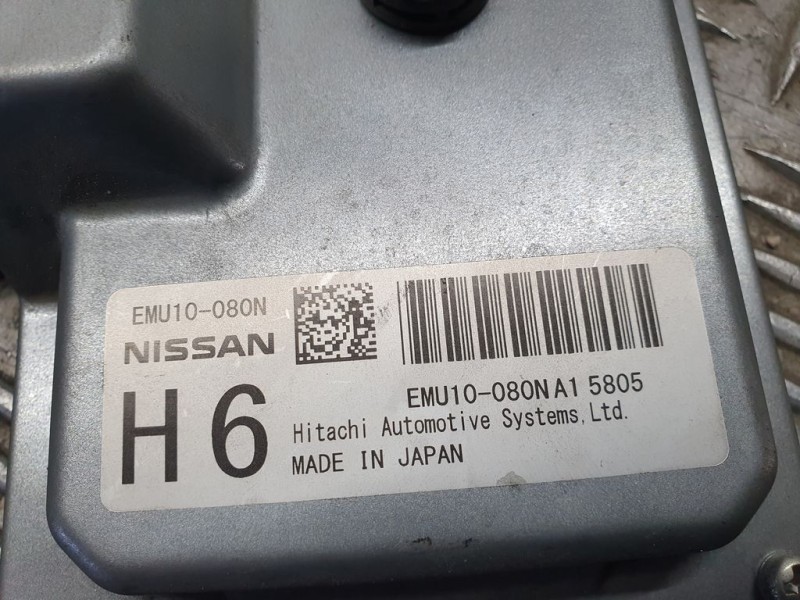 EMU10-080N
NISSAN
H6
EMU10-080NA1 5805
Hitachi Automotive Systems,Ltd.
MADE IN JAPAN